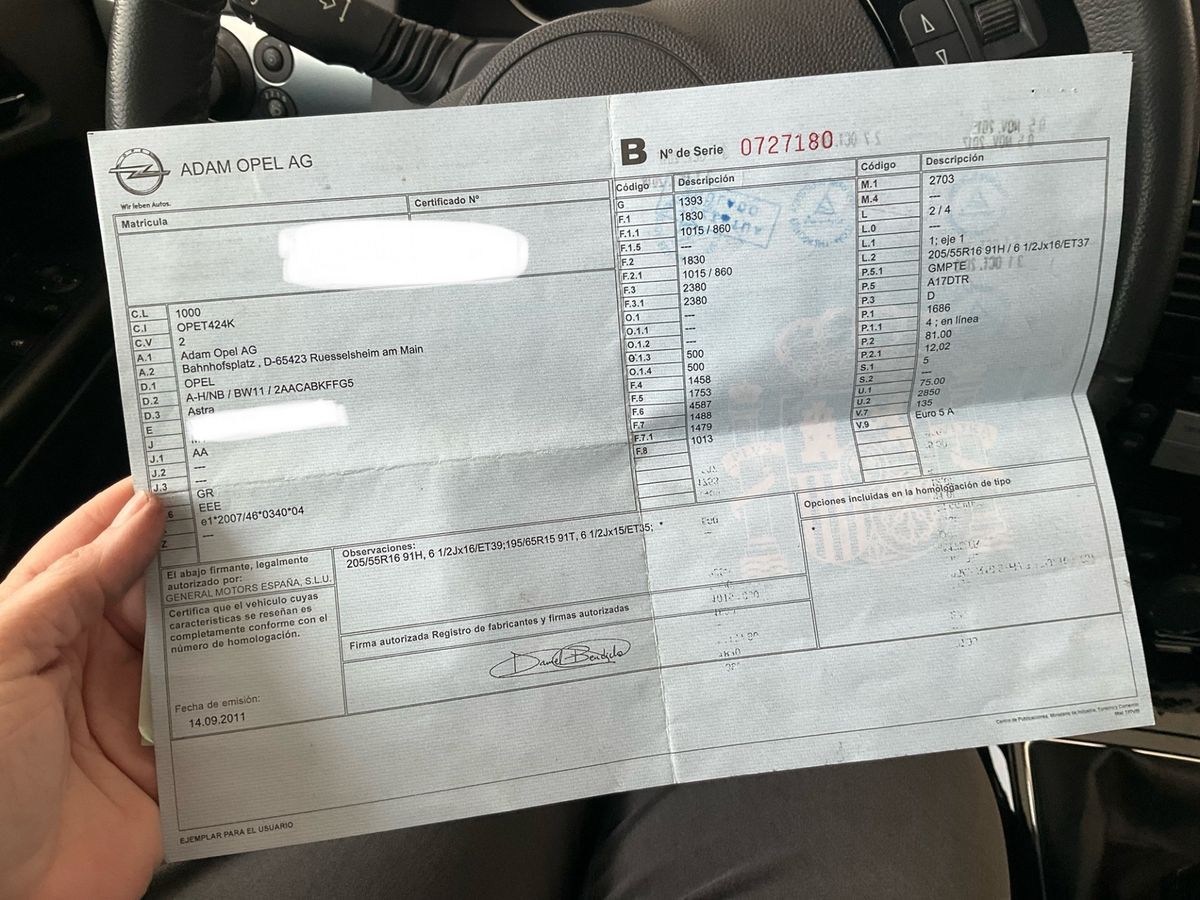 ADAM OPEL AG
Wir leben Autos.
B Nº de Serie 0727180
Matrícula
Certificado Nº
C.L 1000
C.I OPET424K
C.V 2
A.1 Adam Opel AG
A.2 Bahnhofsplatz , D-65423 Ruesselsheim am Main
D.1 OPEL
D.2 A-H/NB / BW11 / 2AACABKFFG5
D.3 Astra
E
J
J.1 AA
J.2 ---
J.3
GR
6 EEE
e1*2007/46*0340*04
Z ---
Código Descripción
G 1393
F.1 1830
F.1.1 1015 / 860
F.1.5 ---
F.2 1830
F.2.1 1015 / 860
F.3 2380
F.3.1 2380
O.1 ---
O.1.1 ---
O.1.2 ---
O.1.3 500
O.1.4 500
F.4 1458
F.5 1753
F.6 4587
F.7 1488
F.7.1 1479
F.8 1013
Código Descripción
M.1 2703
M.4 ---
L 2 / 4
L.0 ---
L.1 1; eje 1
L.2 205/55R16 91H / 6 1/2Jx16/ET37
P.5.1 GMPTE
P.5 A17DTR
P.3 D
P.1 1686
P.1.1 4 ; en línea
P.2 81.00
P.2.1 12,02
S.1 5
S.2 ---
U.1 75.00
U.2 2850
V.7 135
V.9 Euro 5 A
El abajo firmante, legalmente
autorizado por:
GENERAL MOTORS ESPAÑA, S.L.U.
Certifica que el vehículo cuyas
características se reseñan es
completamente conforme con el
número de homologación.
Fecha de emisión:
14.09.2011
Observaciones:
205/55R16 91H, 6 1/2Jx16/ET39;195/65R15 91T, 6 1/2Jx15/ET35;
Firma autorizada Registro de fabricantes y firmas autorizadas
Opciones incluidas en la homologación de tipo
EJEMPLAR PARA EL USUARIO
Centro de Publicaciones. Ministerio de Industria, Turismo y Comercio